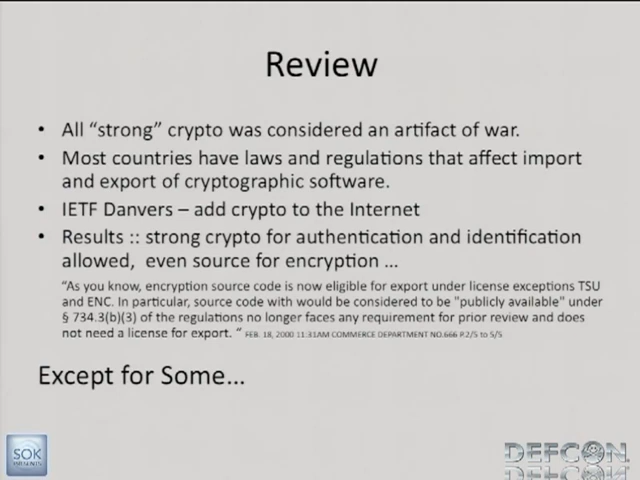 Review
• All “strong” crypto was considered an artifact of war.
• Most countries have laws and regulations that affect import
and export of cryptographic software.
• IETF Danvers – add crypto to the Internet
• Results :: strong crypto for authentication and identification
allowed, even source for encryption …
“As you know, encryption source code is now eligible for export under license exceptions TSU
and ENC. In particular, source code with would be considered to be "publicly available" under
§ 734.3(b)(3) of the regulations no longer faces any requirement for prior review and does
not need a license for export. “ FEB. 18, 2000 11:31AM COMMERCE DEPARTMENT NO.666 P.2/5 to 5/5
Except for Some…
SOK
PRESENTS
DEFCON